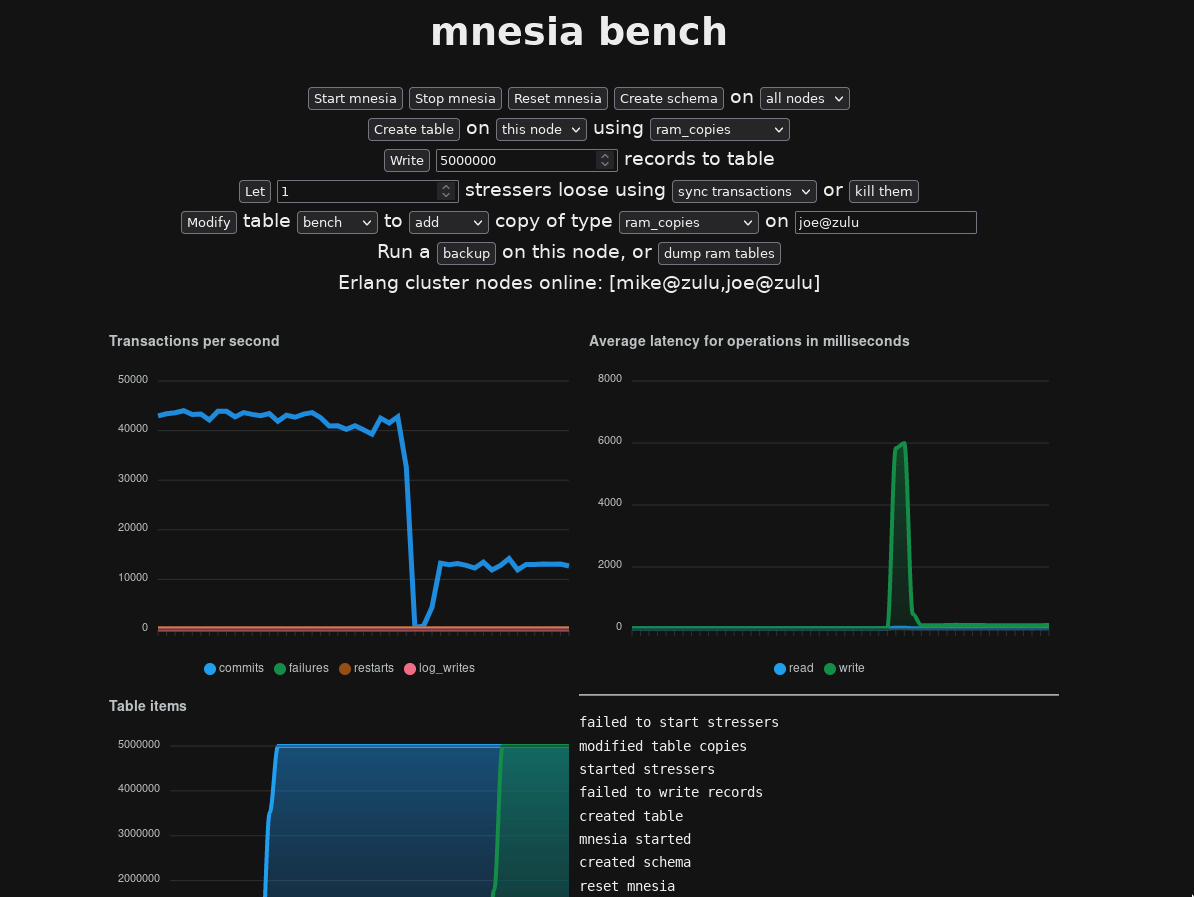 mnesia bench
Start mnesia Stop mnesia Reset mnesia Create schema on all nodes
Create table on this node using ram_copies
Write 5000000 records to table
Let 1 stressers loose using sync transactions or kill them
Modify table bench to add copy of type ram_copies on joe@zulu
Run a backup on this node, or dump ram tables
Erlang cluster nodes online: [mike@zulu,joe@zulu]
Transactions per second
50000
40000
30000
20000
10000
0
commits failures restarts log_writes
Average latency for operations in milliseconds
8000
6000
4000
2000
0
read write
Table items
5000000
4000000
3000000
2000000
failed to start stressers
modified table copies
started stressers
failed to write records
created table
mnesia started
created schema
reset mnesia